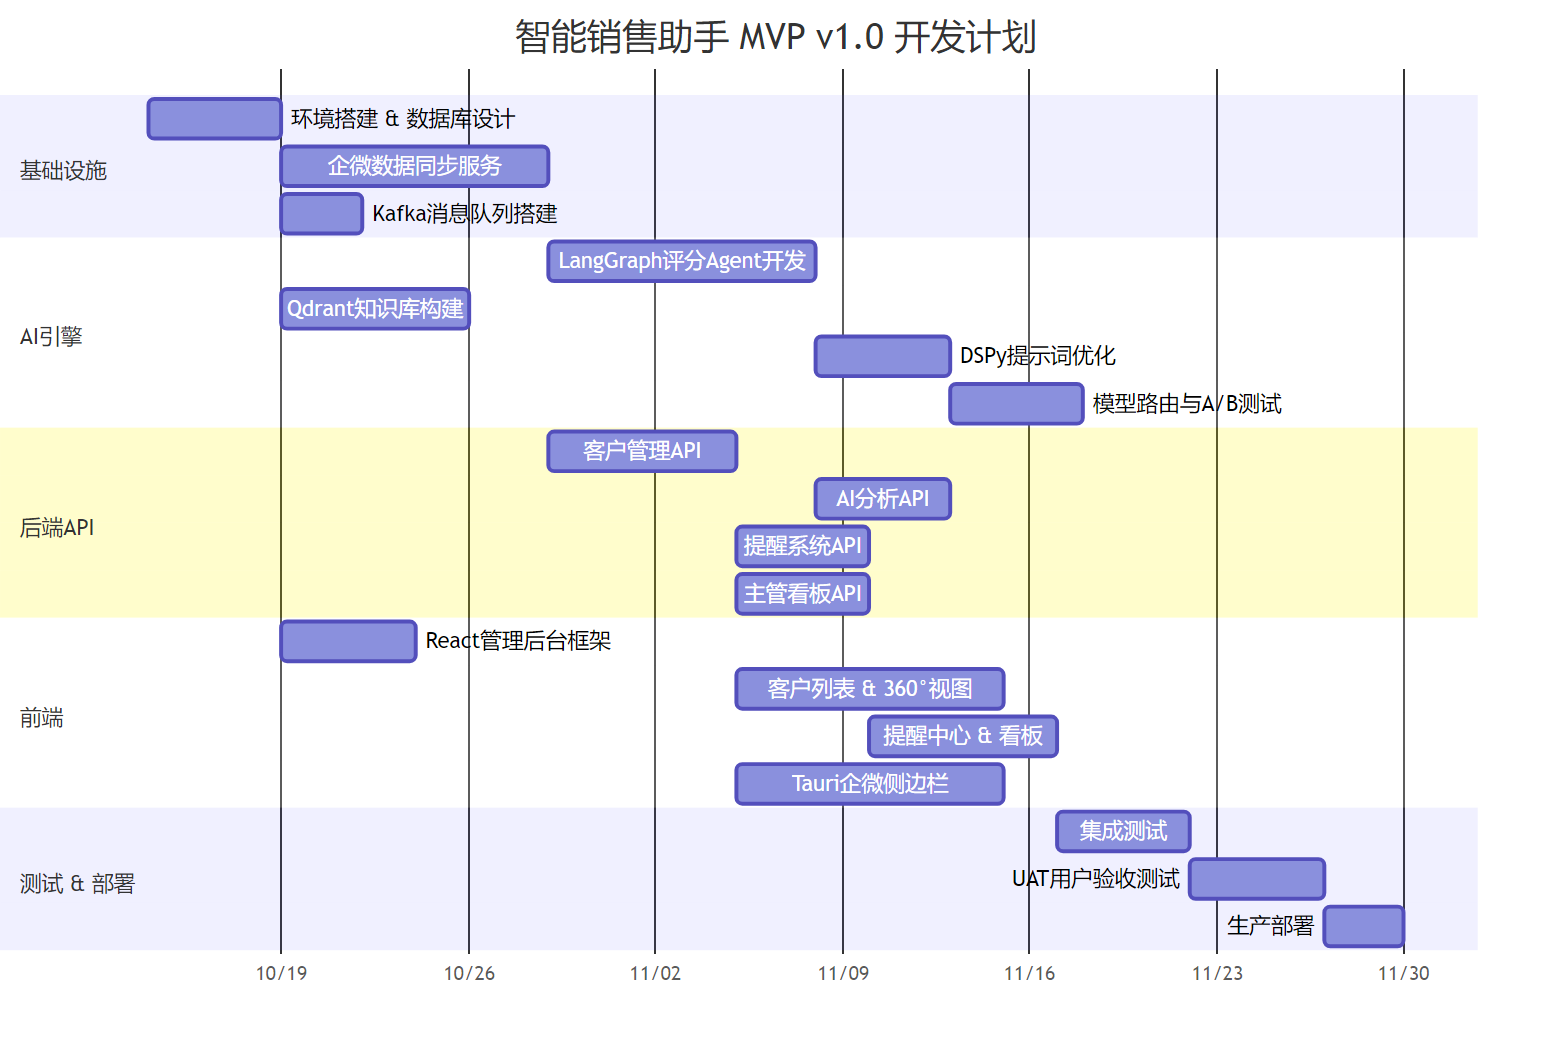 智能销售助手 MVP v1.0 开发计划
基础设施
环境搭建 & 数据库设计
企微数据同步服务
Kafka消息队列搭建
AI引擎
LangGraph评分Agent开发
Qdrant知识库构建
DSPy提示词优化
模型路由与A/B测试
后端API
客户管理API
AI分析API
提醒系统API
主管看板API
前端
React管理后台框架
客户列表 & 360°视图
提醒中心 & 看板
Tauri企微侧边栏
测试 & 部署
集成测试
UAT用户验收测试
生产部署
10/19 10/26 11/02 11/09 11/16 11/23 11/30